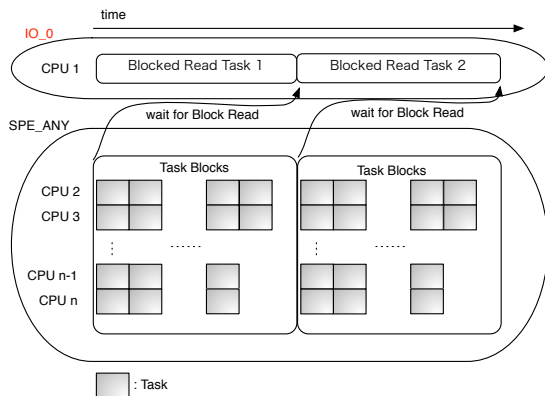 time
IO_0
CPU 1
Blocked Read Task 1
Blocked Read Task 2
wait for Block Read
wait for Block Read
SPE_ANY
Task Blocks
Task Blocks
CPU 2
CPU 3
⋮ ...... ⋮ ......
CPU n-1
CPU n
: Task